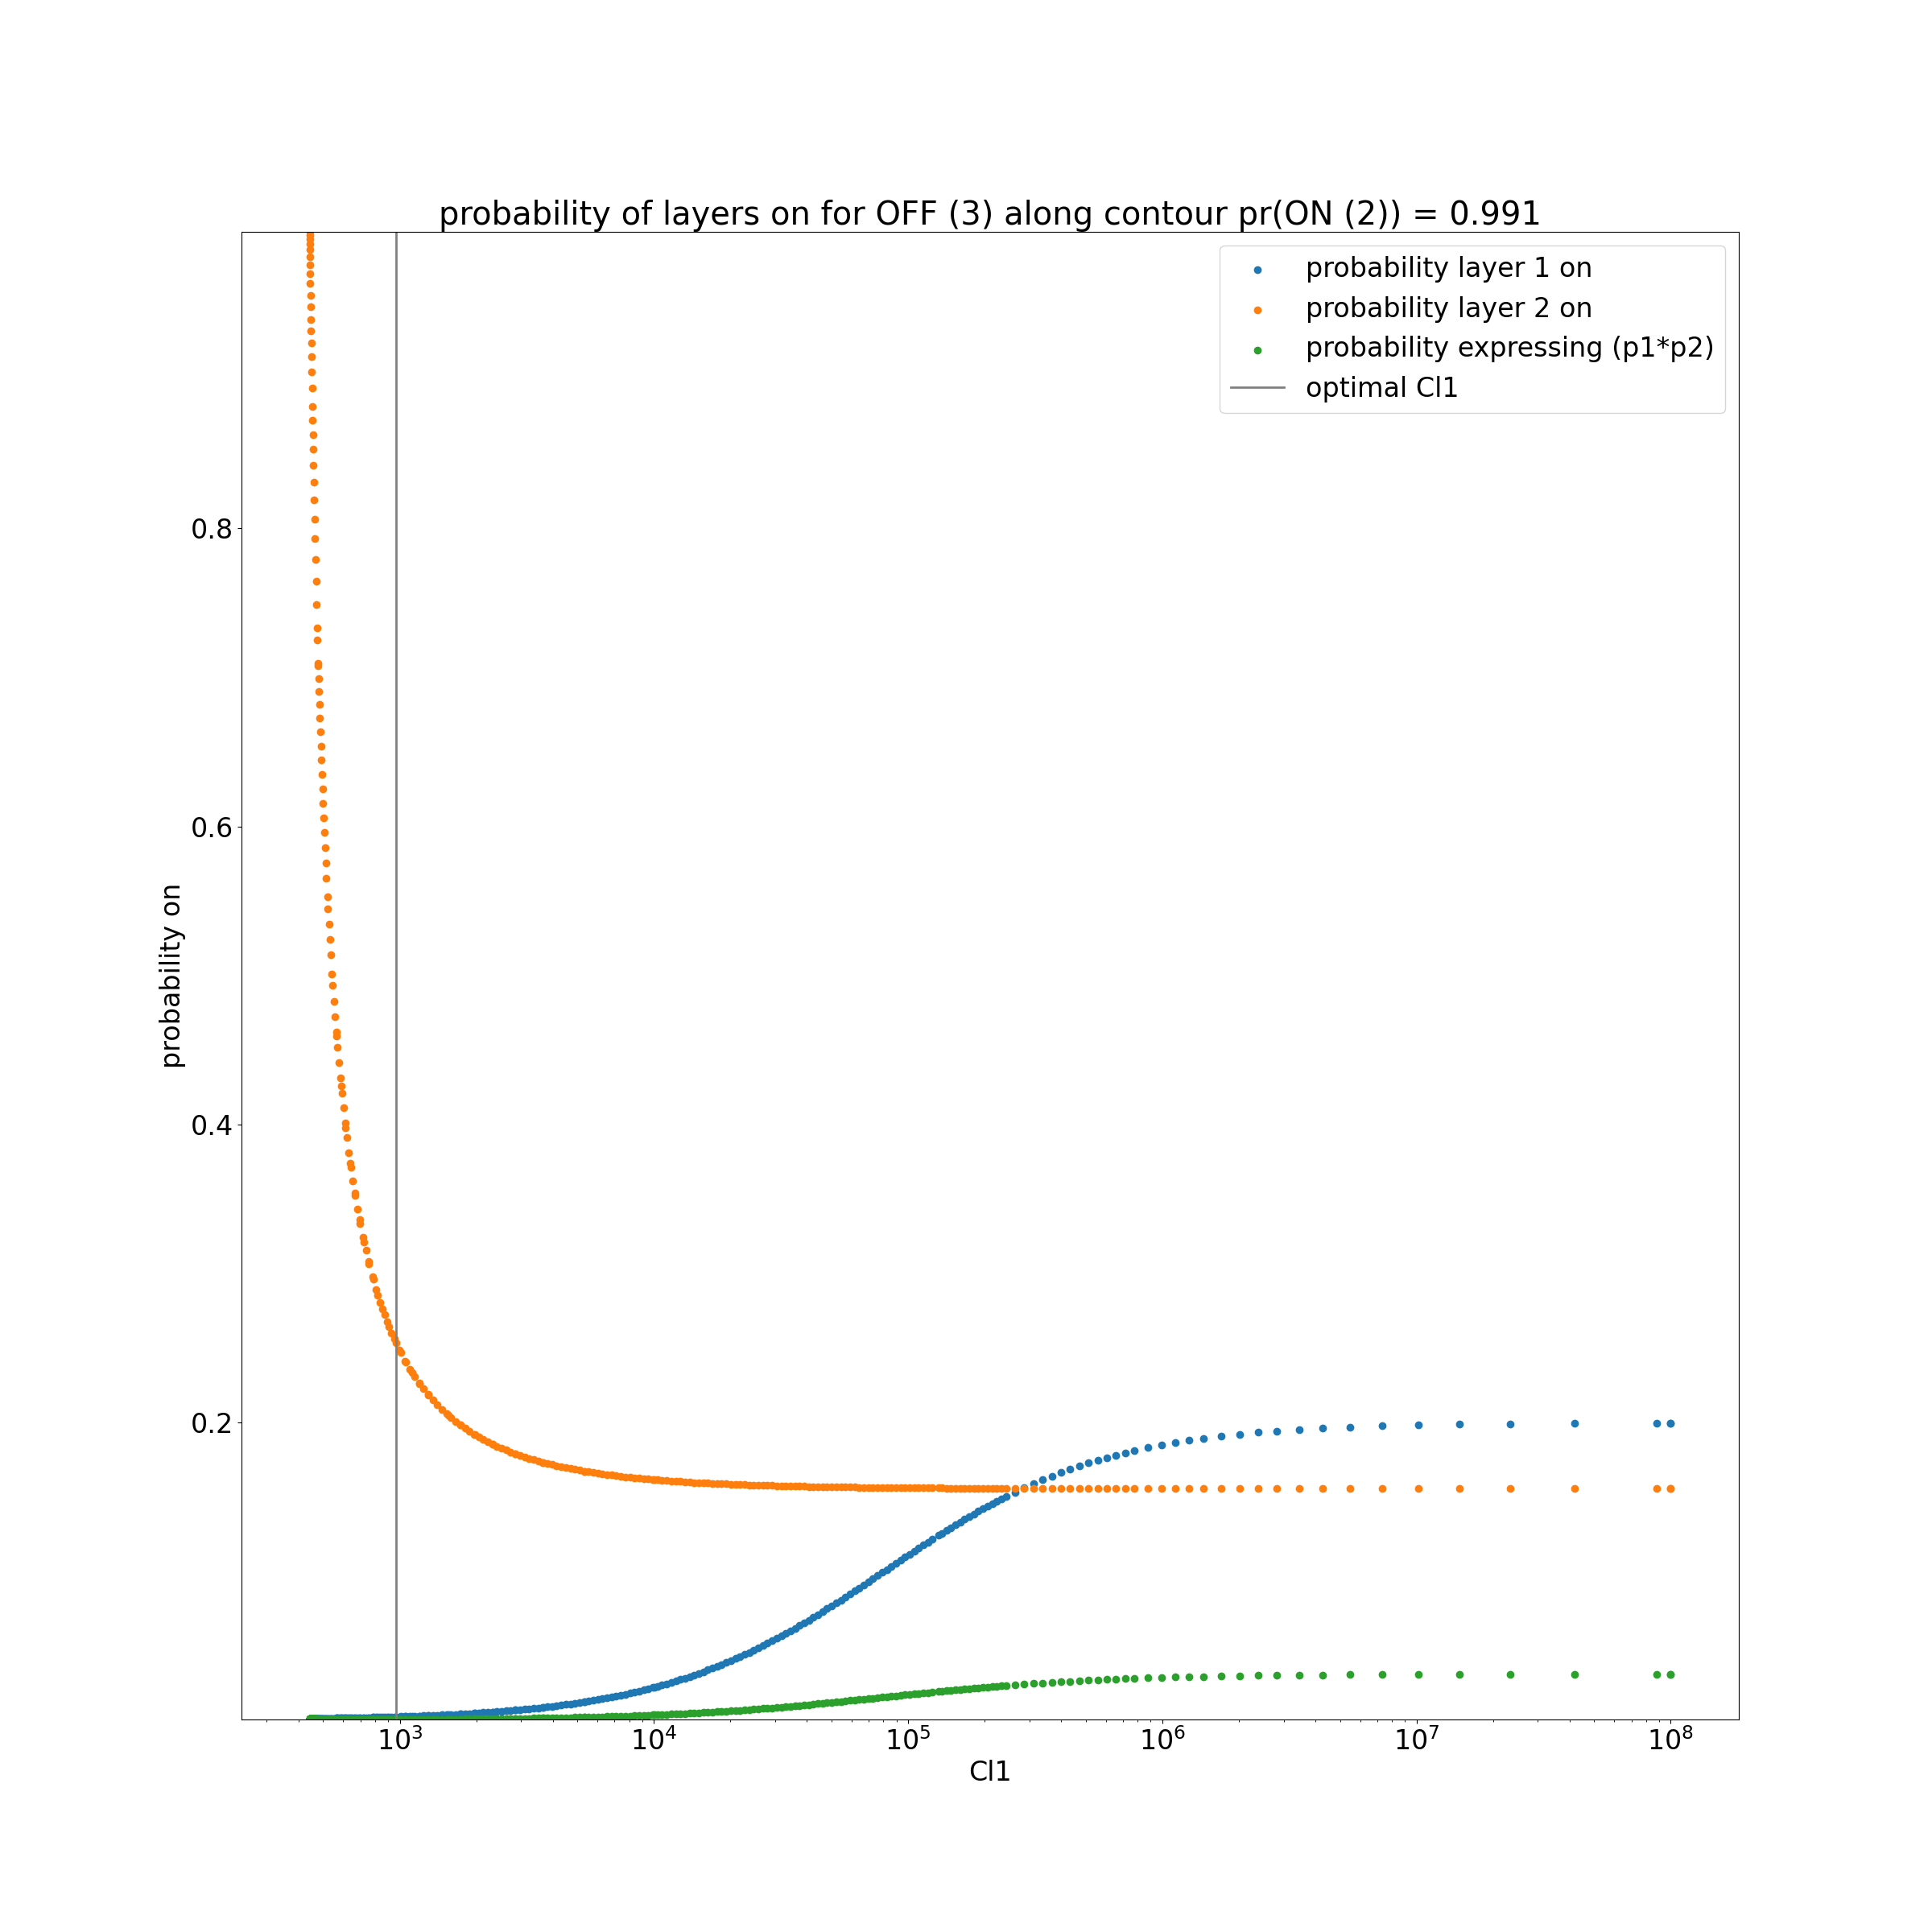 probability of layers on for OFF (3) along contour pr(ON (2)) = 0.991
probability layer 1 on
probability layer 2 on
probability expressing (p1*p2)
optimal Cl1
0.8
0.6
0.4
0.2
probability on
10³ 10⁴ 10⁵ 10⁶ 10⁷ 10⁸
Cl1